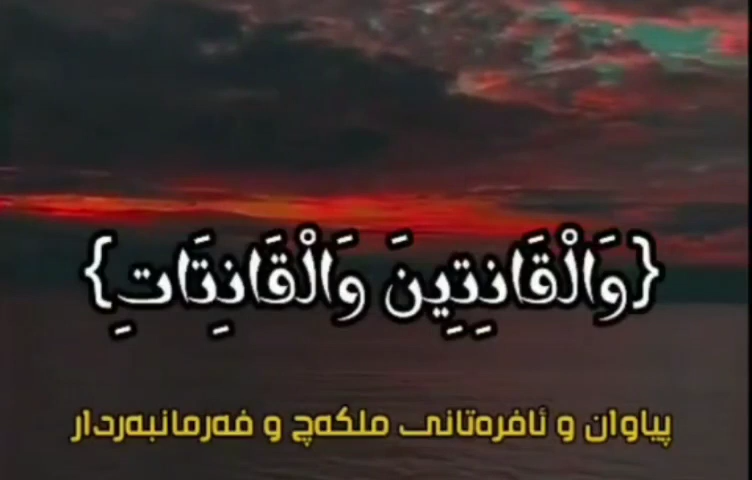 {وَالْقَانِتِينَ وَالْقَانِتَاتِ}
پیاوان و ئافرەتانی ملکەچ و فەرمانبەردار